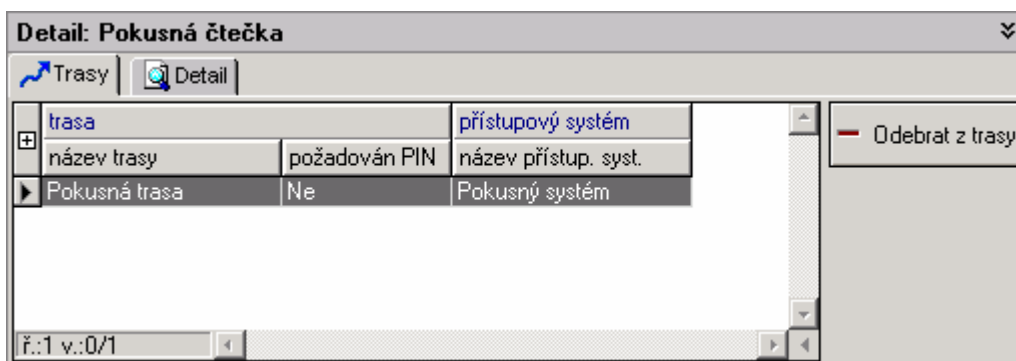 Detail: Pokusná čtečka
Trasy Detail
trasa přístupový systém
název trasy požadován PIN název přístup. syst.
Pokusná trasa Ne Pokusný systém
Odebrat z trasy
ř.:1 v.:0/1